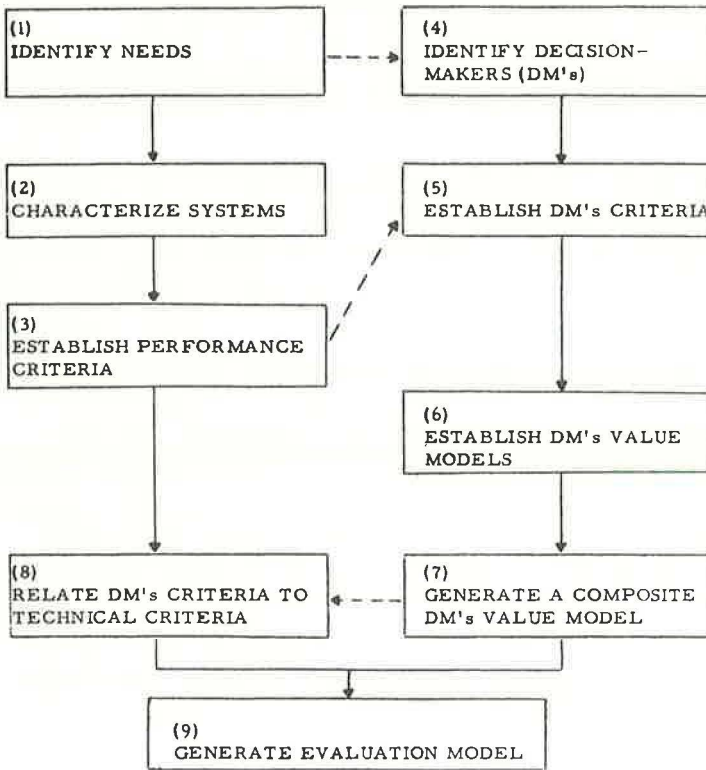 (1)
IDENTIFY NEEDS
(4)
IDENTIFY DECISION-
MAKERS (DM's)
(2)
CHARACTERIZE SYSTEMS
(5)
ESTABLISH DM's CRITERIA
(3)
ESTABLISH PERFORMANCE
CRITERIA
(6)
ESTABLISH DM's VALUE
MODELS
(8)
RELATE DM's CRITERIA TO
TECHNICAL CRITERIA
(7)
GENERATE A COMPOSITE
DM's VALUE MODEL
(9)
GENERATE EVALUATION MODEL